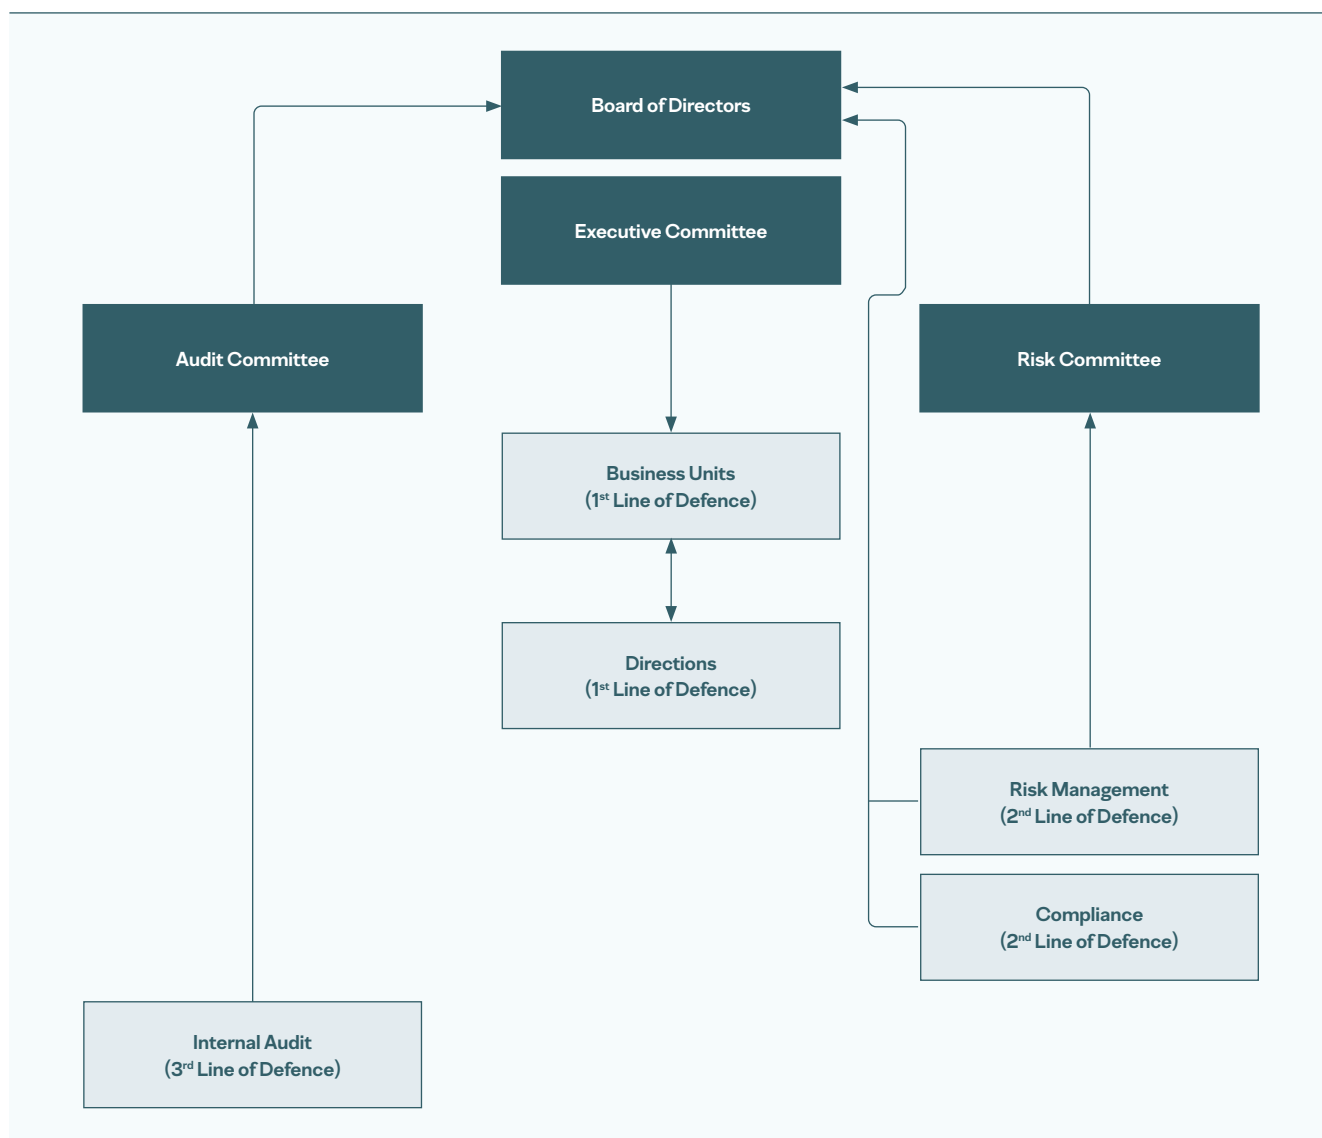 Board of Directors
Executive Committee
Audit Committee
Risk Committee
Business Units
(1st Line of Defence)
Directions
(1st Line of Defence)
Risk Management
(2nd Line of Defence)
Compliance
(2nd Line of Defence)
Internal Audit
(3rd Line of Defence)